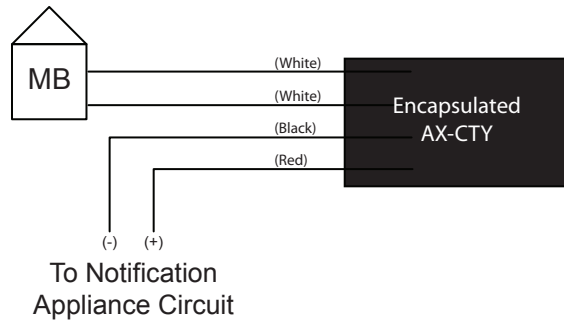 MB
(White)
(White)
(Black)
(Red)
Encapsulated
AX-CTY
(-) (+)
To Notification
Appliance Circuit